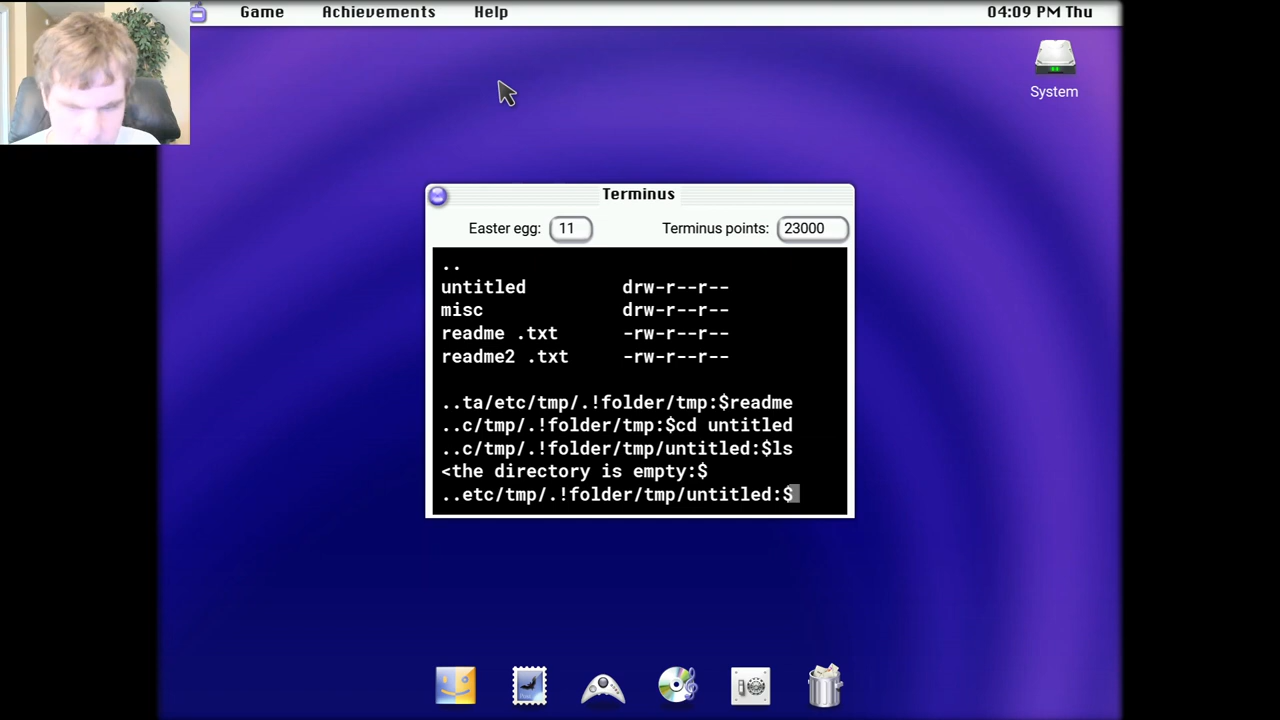 Game Achievements Help 04:09 PM Thu
System
Terminus
Easter egg: 11 Terminus points: 23000
..
untitled drw-r--r--
misc drw-r--r--
readme .txt -rw-r--r--
readme2 .txt -rw-r--r--
..ta/etc/tmp/.!folder/tmp:$readme
..c/tmp/.!folder/tmp:$cd untitled
..c/tmp/.!folder/tmp/untitled:$ls
<the directory is empty:$
..etc/tmp/.!folder/tmp/untitled:$